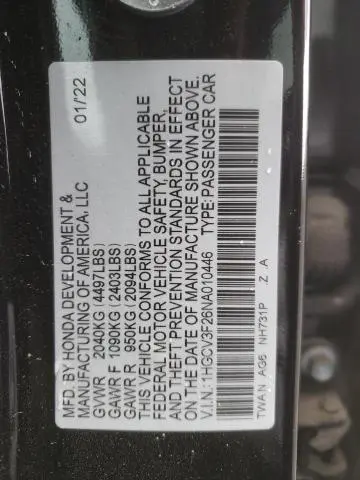 MFD. BY HONDA DEVELOPMENT &
MANUFACTURING OF AMERICA, LLC 01/22
GVWR 2040KG (4497LBS)
GAWR F 1090KG (2403LBS)
GAWR R 950KG (2094LBS)
THIS VEHICLE CONFORMS TO ALL APPLICABLE
FEDERAL MOTOR VEHICLE SAFETY, BUMPER,
AND THEFT PREVENTION STANDARDS IN EFFECT
ON THE DATE OF MANUFACTURE SHOWN ABOVE.
V.I.N.: 1HGCV3F26NA010446 TYPE: PASSENGER CAR
TWA N AG6 NH731P Z A